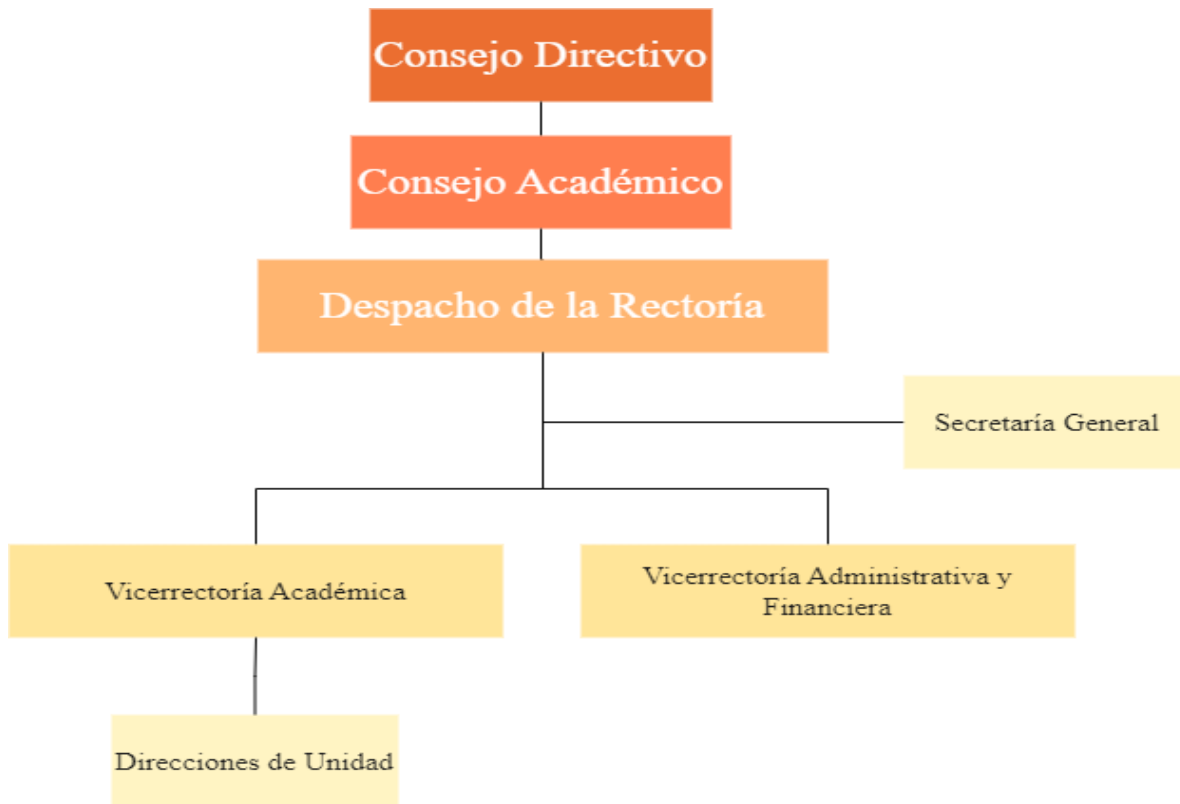 Consejo Directivo
Consejo Académico
Despacho de la Rectoría
Secretaría General
Vicerrectoría Académica
Vicerrectoría Administrativa y
Financiera
Direcciones de Unidad